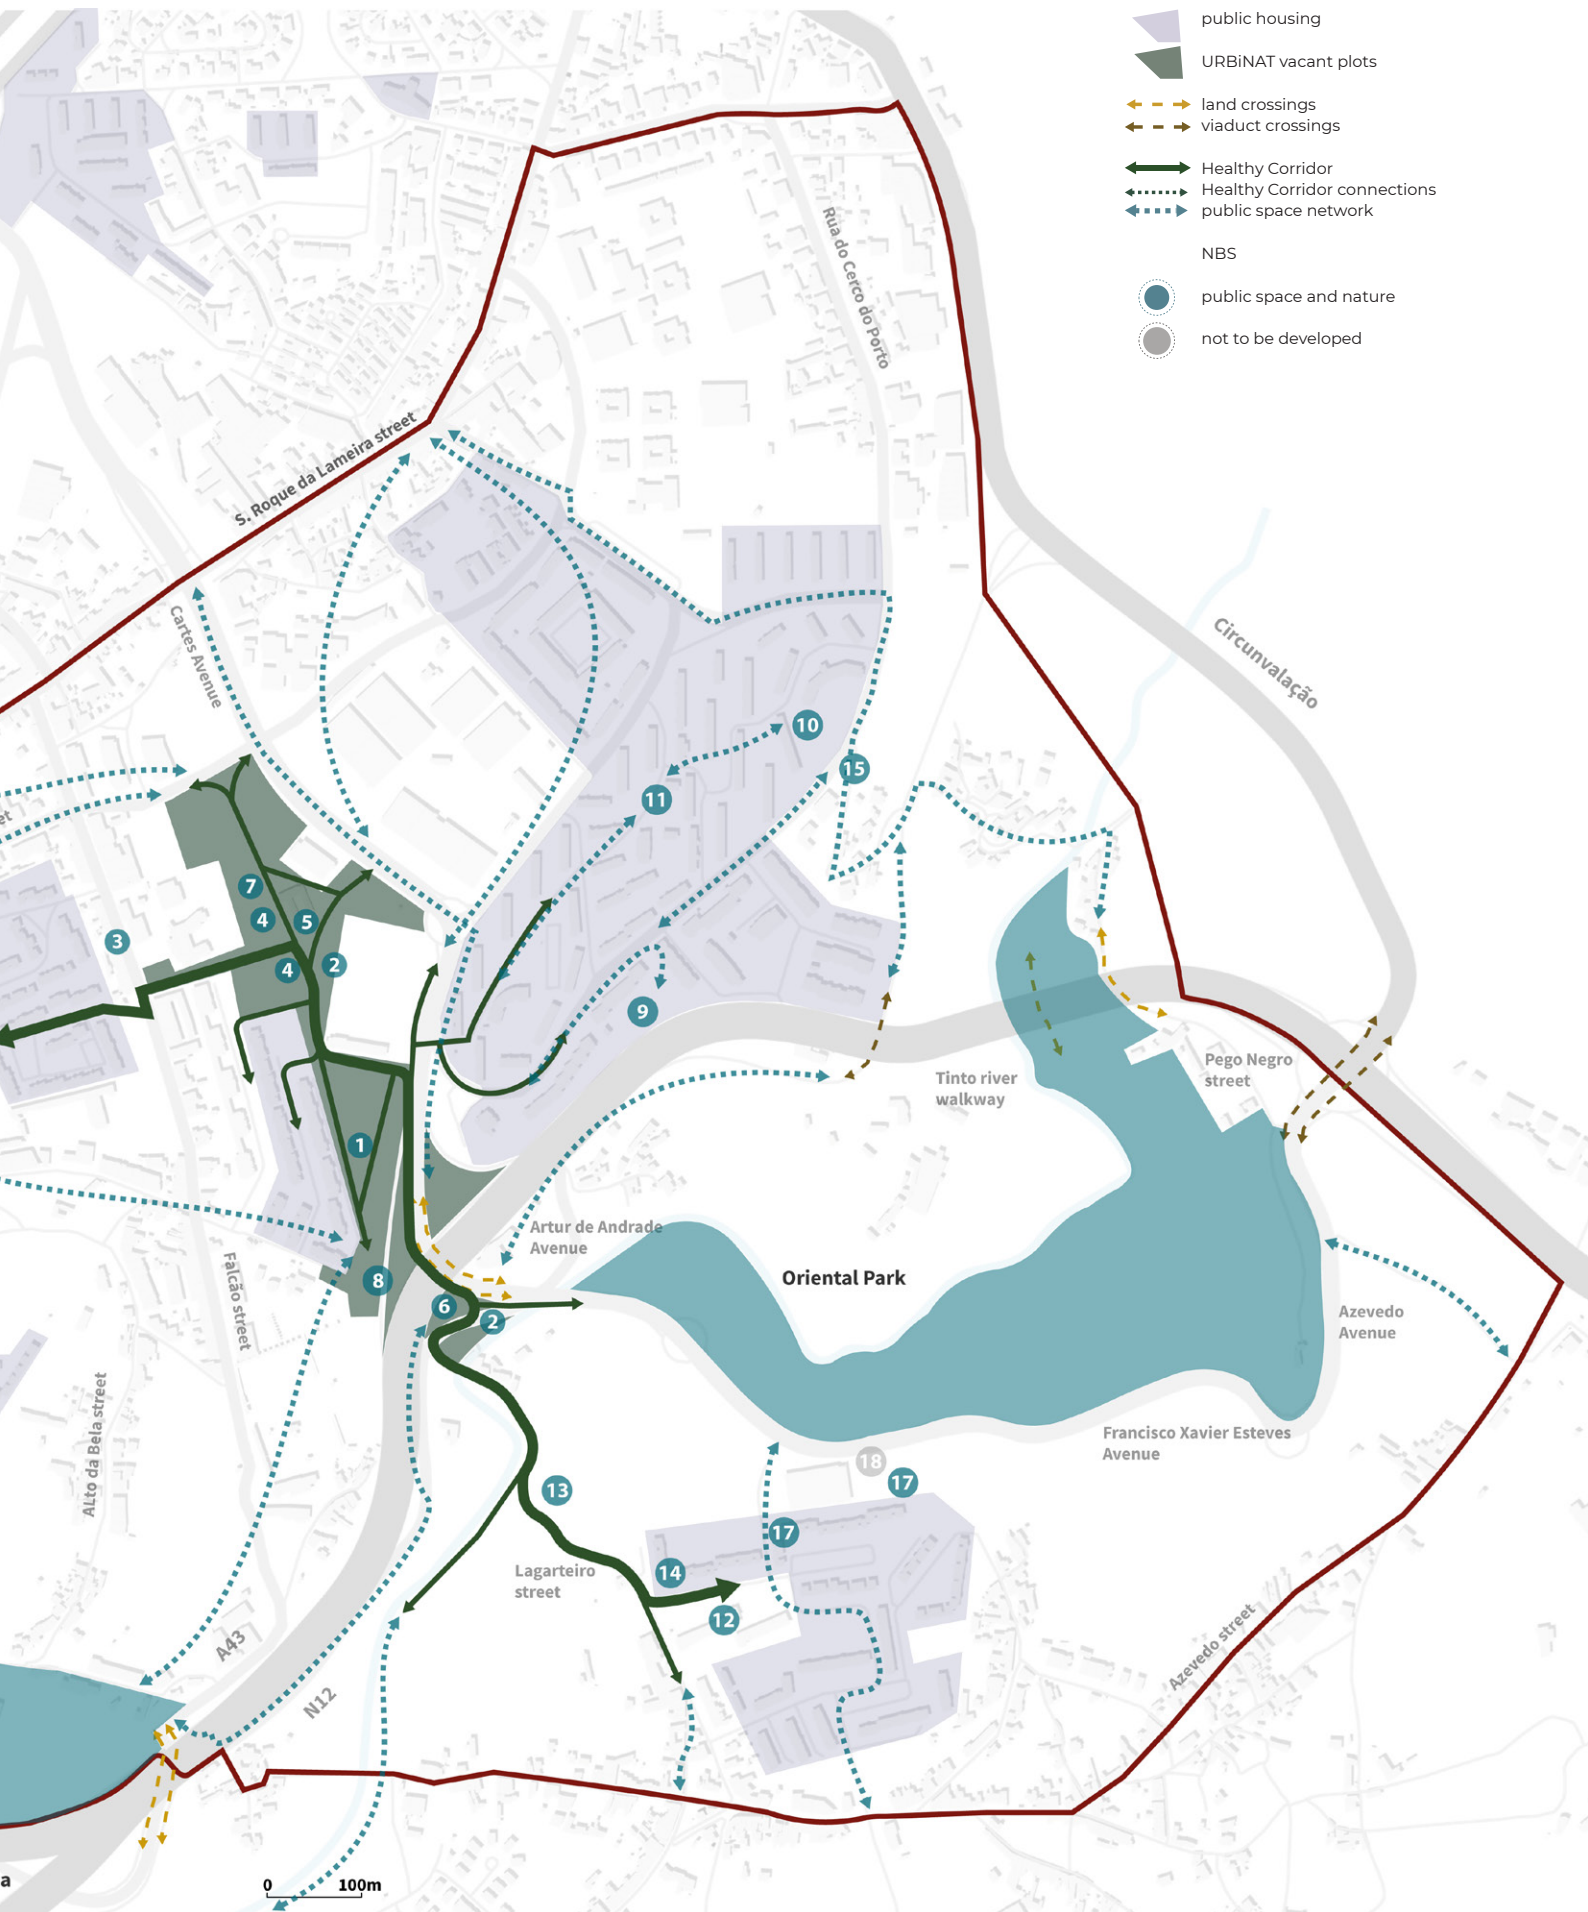 public housing
URBiNAT vacant plots
land crossings
viaduct crossings
Healthy Corridor
Healthy Corridor connections
public space network
NBS
public space and nature
not to be developed
Rua do Cerco do Porto
S. Roque da Lameira street
Cartes Avenue
Circunvalação
10
15
11
et
7
4
5
3
4
2
9
Tinto river
walkway
Pego Negro
street
1
Artur de Andrade
Avenue
Oriental Park
8
6
2
Falcão street
Azevedo
Avenue
ALto da Bela street
Francisco Xavier Esteves
Avenue
18
17
13
17
Lagarteiro
street
14
12
A43
N12
Azevedo street
a
0 100m